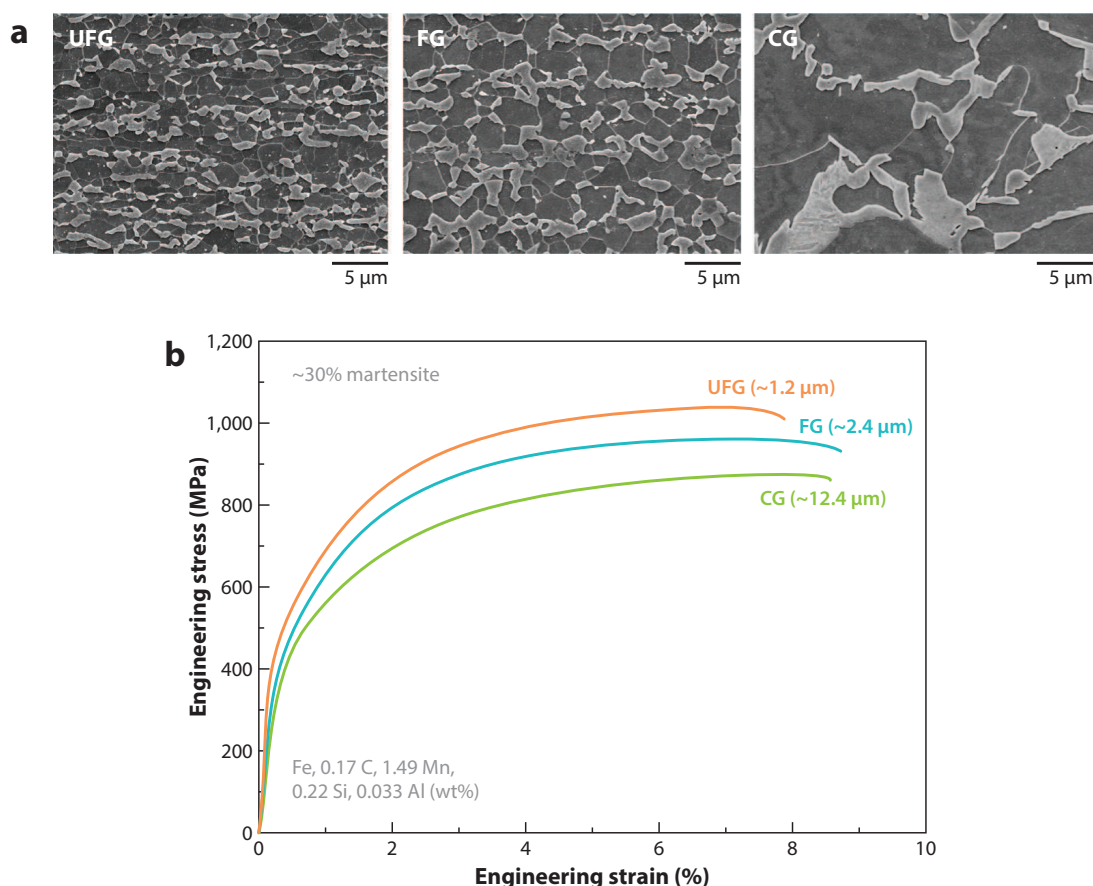 a
UFG
FG
CG
5 µm
5 µm
5 µm
b
1,200
1,000
800
600
400
200
0
Engineering stress (MPa)
~30% martensite
UFG (~1.2 µm)
FG (~2.4 µm)
CG (~12.4 µm)
Fe, 0.17 C, 1.49 Mn,
0.22 Si, 0.033 Al (wt%)
0 2 4 6 8 10
Engineering strain (%)